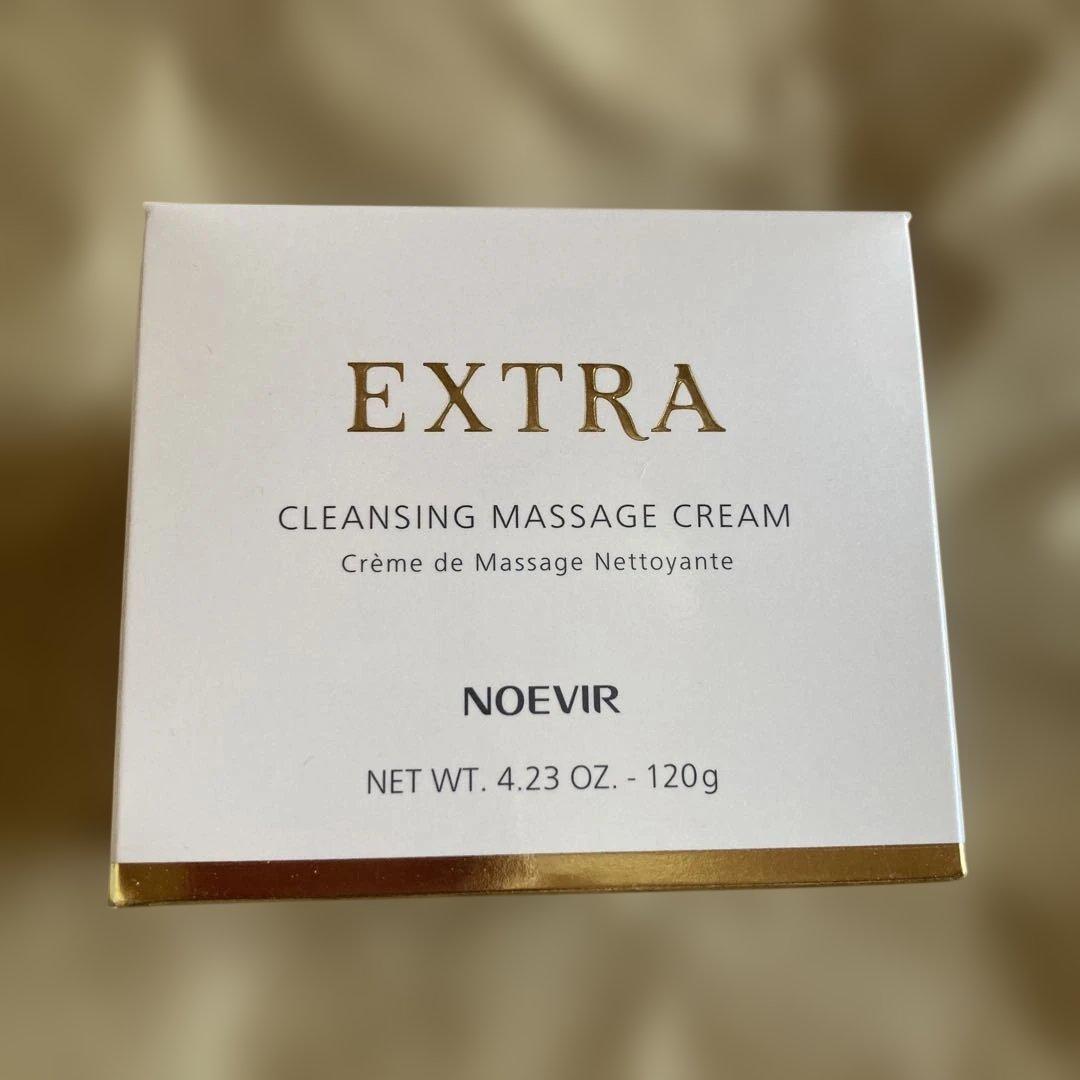 EXTRA
CLEANSING MASSAGE CREAM
Crème de Massage Nettoyante
NOEVIR
NET WT. 4.23 OZ. - 120g